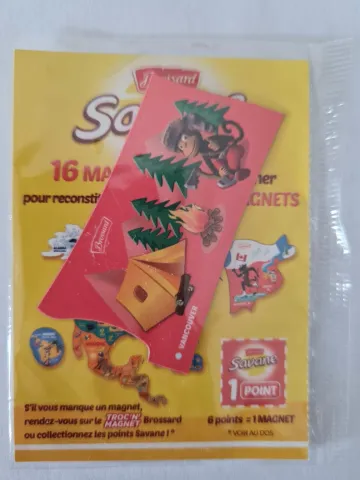 Brossard
16
pour reconstit
GNETS
Brossard
VANCOUVER
Savane
1
POINT
S'il vous manque un magnet,
rendez-vous sur le TROC'N' MAGNET Brossard
ou collectionnez les points Savane !*
6 points = 1 MAGNET
* VOIR AU DOS